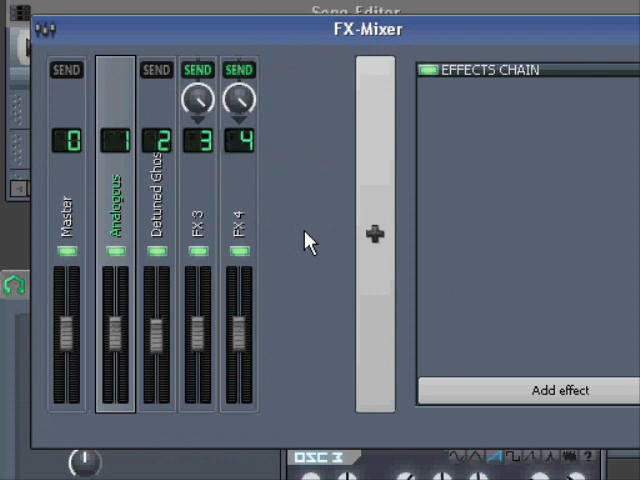 Song Editor
FX-Mixer
SEND
SEND
SEND
SEND
EFFECTS CHAIN
0
1
2
3
4
Master
Analogous
Detuned Ghos
FX 3
FX 4
Add effect
OSC 3
?